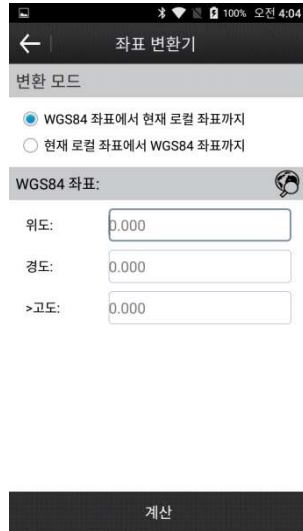 100% 오전 4:04
좌표 변환기
변환 모드
WGS84 좌표에서 현재 로컬 좌표까지
현재 로컬 좌표에서 WGS84 좌표까지
WGS84 좌표:
위도: 0.000
경도: 0.000
>고도: 0.000
계산